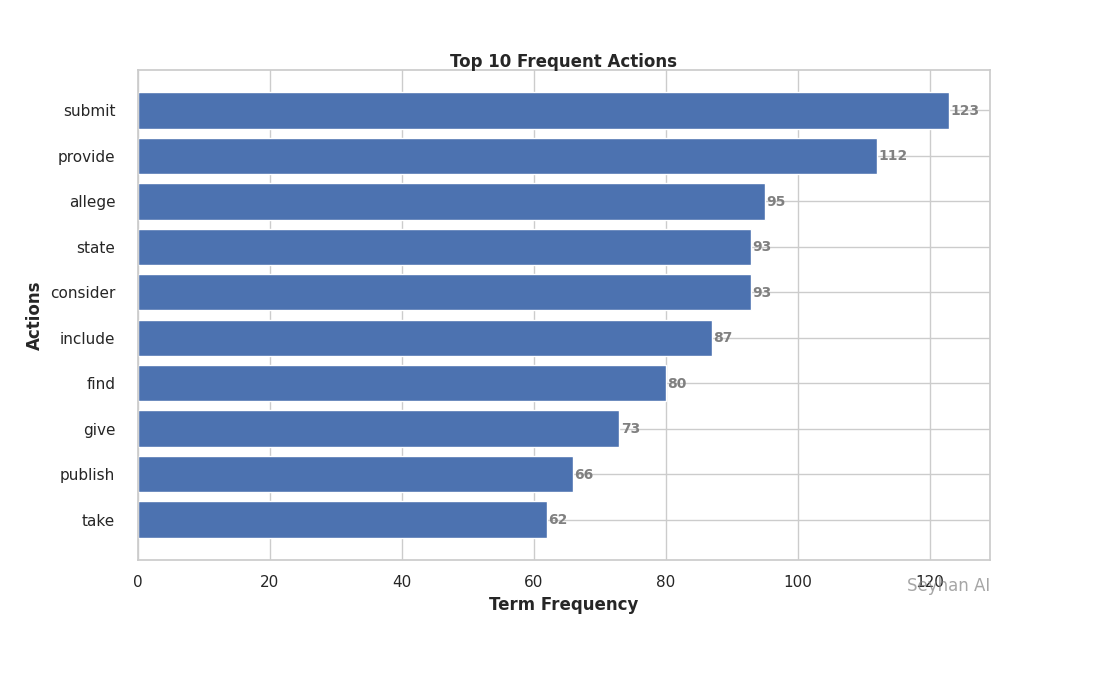 Top 10 Frequent Actions
submit 123
provide 112
allege 95
state 93
consider 93
include 87
find 80
give 73
publish 66
take 62
Actions
0 20 40 60 80 100 120
Seyhan AI
Term Frequency